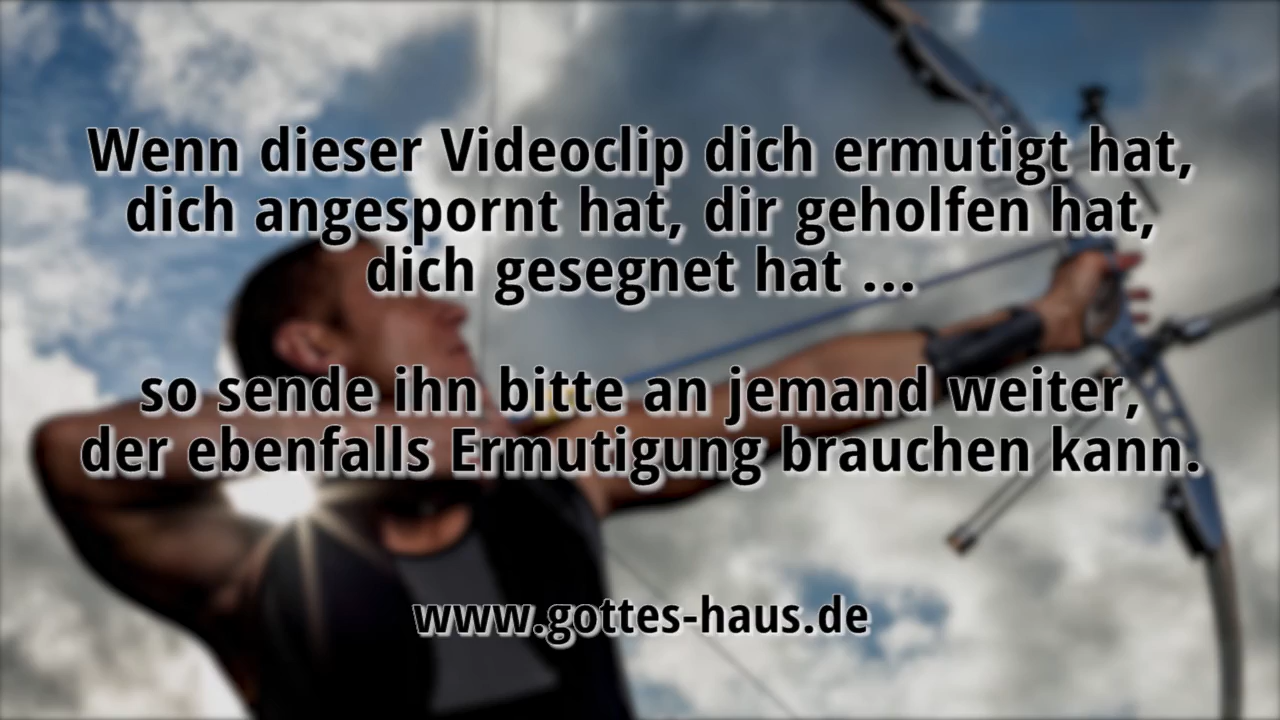 Wenn dieser Videoclip dich ermutigt hat,
dich angespornt hat, dir geholfen hat,
dich gesegnet hat ...
so sende ihn bitte an jemand weiter,
der ebenfalls Ermutigung brauchen kann.
www.gottes-haus.de